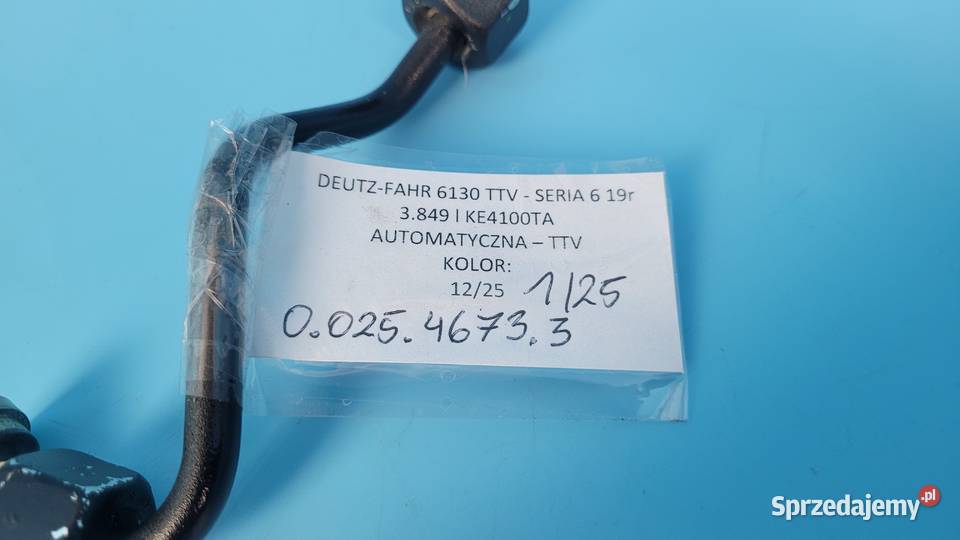 DEUTZ-FAHR 6130 TTV - SERIA 6 19r
3.849 l KE4100TA
AUTOMATYCZNA – TTV
KOLOR:
12/25 1/25
0.025.4673.3
Sprzedajemy.pl